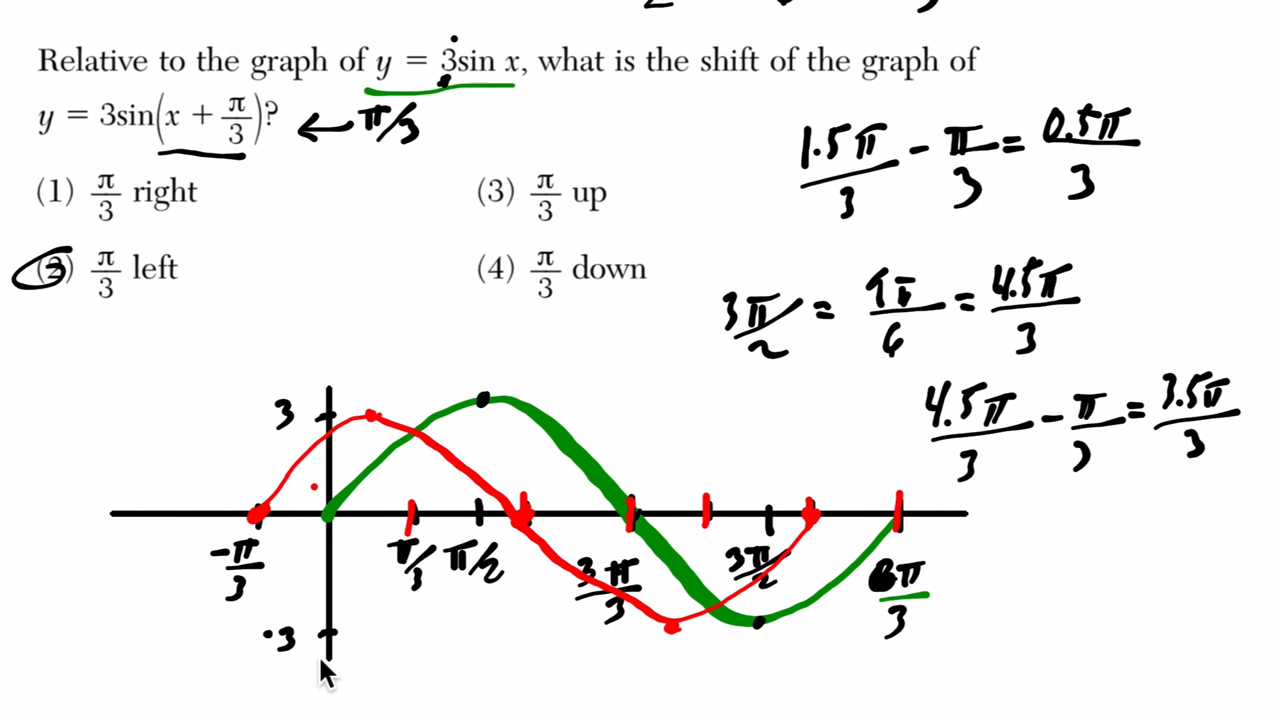 Relative to the graph of y = 3sin x, what is the shift of the graph of
y = 3sin(x + π/3)? ← π/3
(1) π/3 right
(3) π/3 up
(2) π/3 left
(4) π/3 down
1.5π/3 - π/3 = 0.5π/3
3π/2 = 9π/6 = 4.5π/3
4.5π/3 - π/3 = 3.5π/3
3
-π/3
π/3
π/2
3π/3
3π/2
6π/3
-3